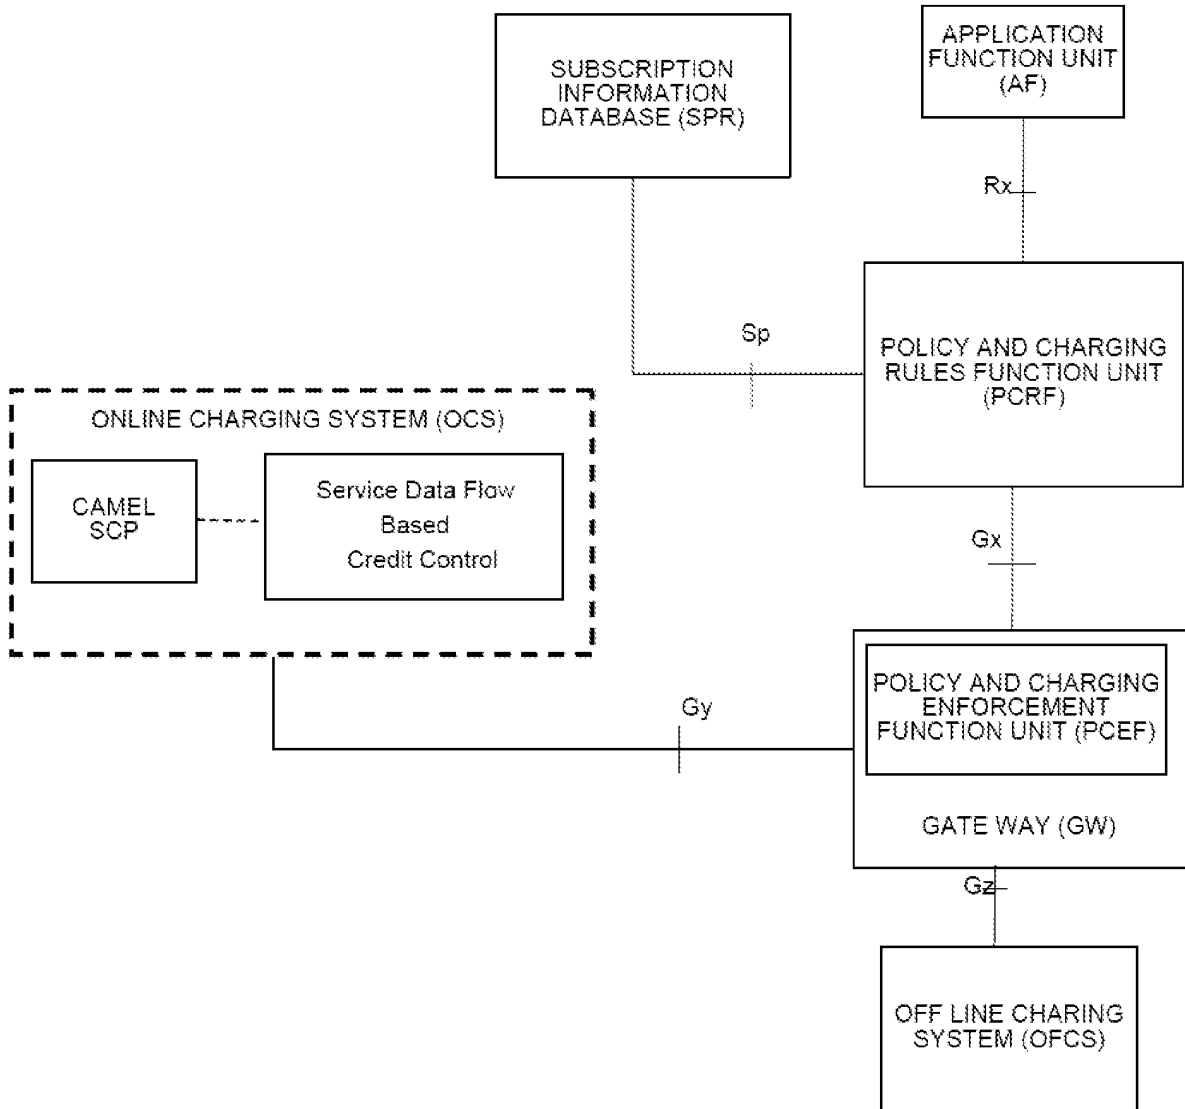 SUBSCRIPTION
INFORMATION
DATABASE (SPR)
APPLICATION
FUNCTION UNIT
(AF)
Rx
Sp
POLICY AND CHARGING
RULES FUNCTION UNIT
(PCRF)
ONLINE CHARGING SYSTEM (OCS)
CAMEL
SCP
Service Data Flow
Based
Credit Control
Gx
Gy
POLICY AND CHARGING
ENFORCEMENT
FUNCTION UNIT (PCEF)
GATE WAY (GW)
Gz
OFF LINE CHARING
SYSTEM (OFCS)